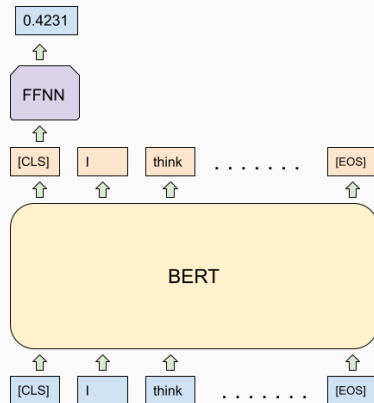 0.4231
FFNN
[CLS] I think . . . . . . . [EOS]
BERT
[CLS] I think . . . . . . . [EOS]